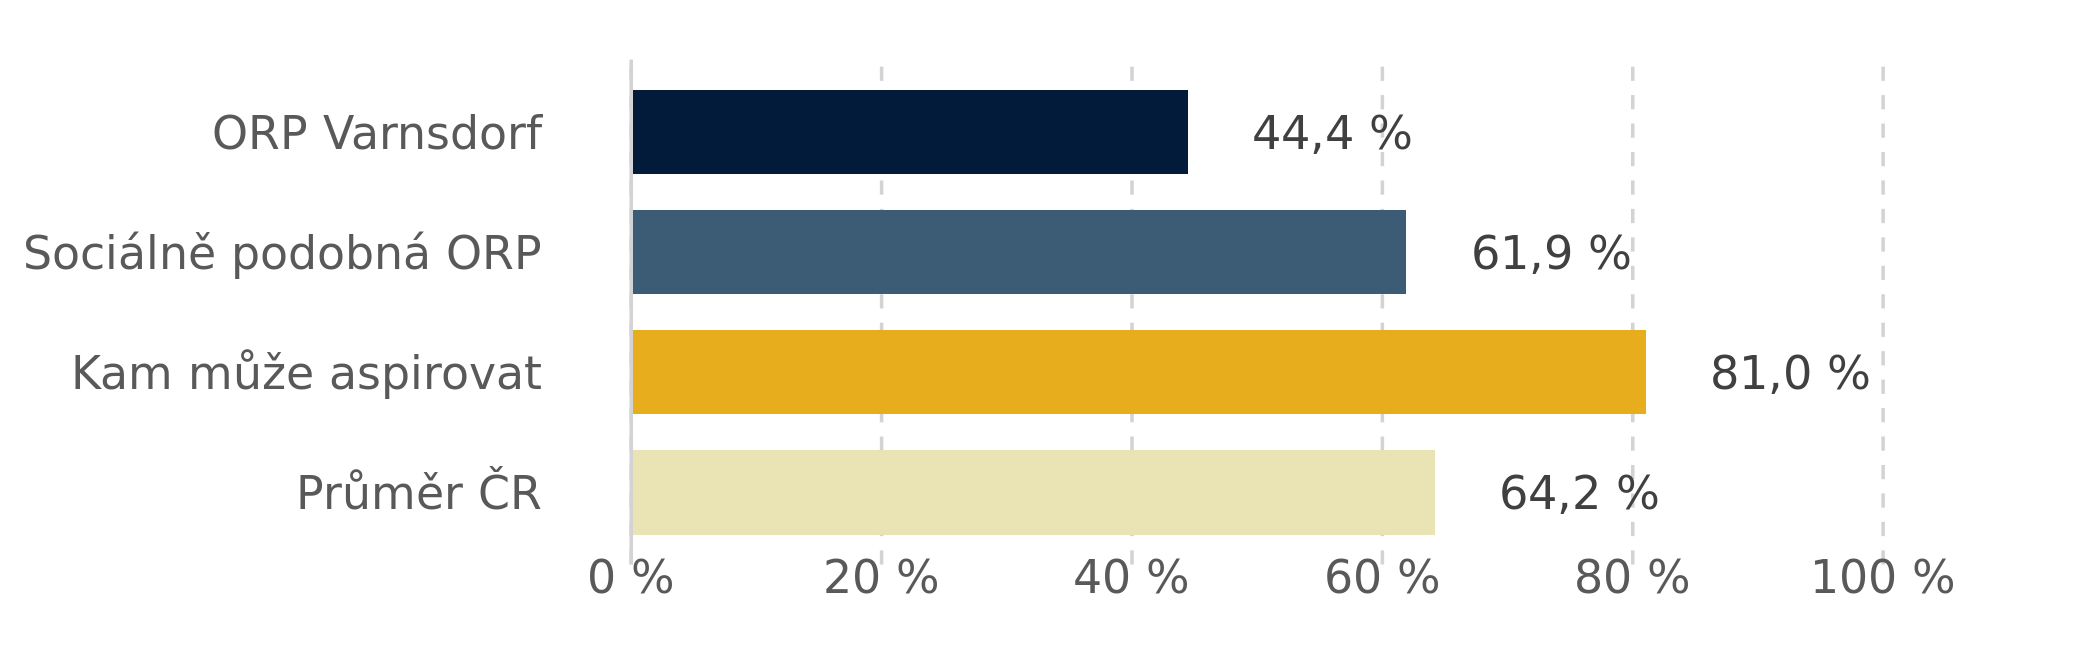 ORP Varnsdorf 44,4 %
Sociálně podobná ORP 61,9 %
Kam může aspirovat 81,0 %
Průměr ČR 64,2 %
0 % 20 % 40 % 60 % 80 % 100 %